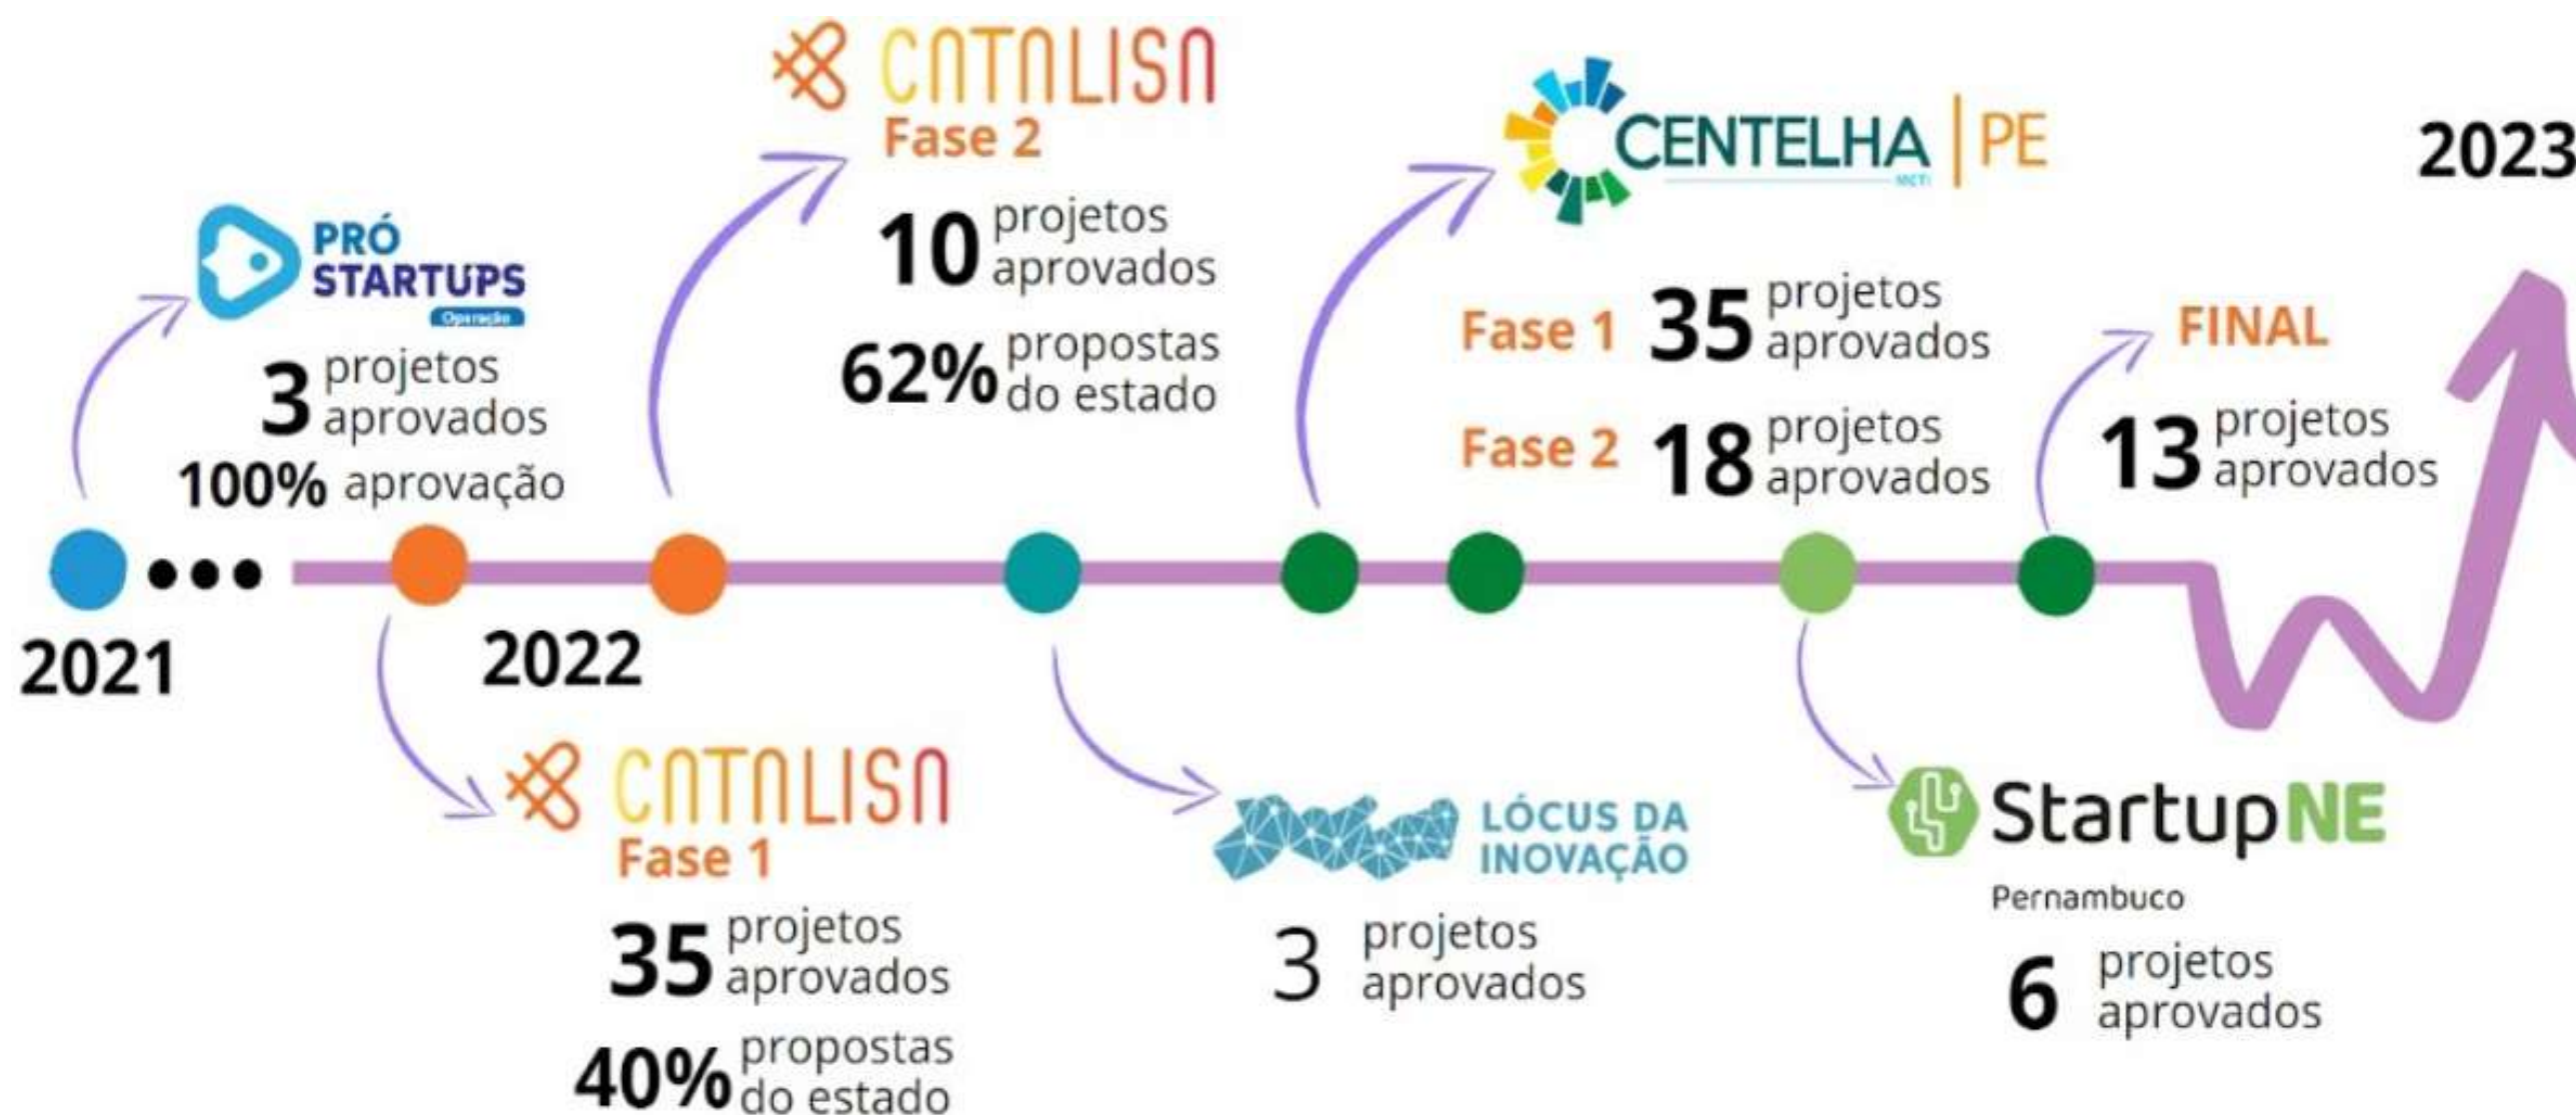 2021
PRÓ
STARTUPS
Operação
3 projetos
aprovados
100% aprovação
2022
CATALISA
Fase 1
35 projetos
aprovados
40% propostas
do estado
CATALISA
Fase 2
10 projetos
aprovados
62% propostas
do estado
LÓCUS DA
INOVAÇÃO
3 projetos
aprovados
CENTELHA | PE
MCTI
Fase 1 35 projetos
aprovados
Fase 2 18 projetos
aprovados
StartupNE
Pernambuco
6 projetos
aprovados
FINAL
13 projetos
aprovados
2023